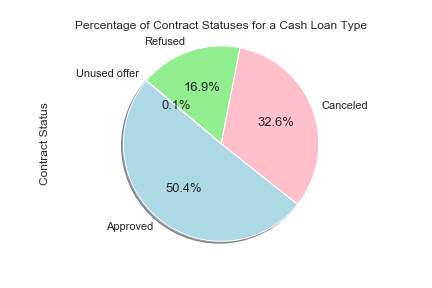 Percentage of Contract Statuses for a Cash Loan Type
Refused
Unused offer
16.9%
0.1%
Canceled
32.6%
Contract Status
50.4%
Approved